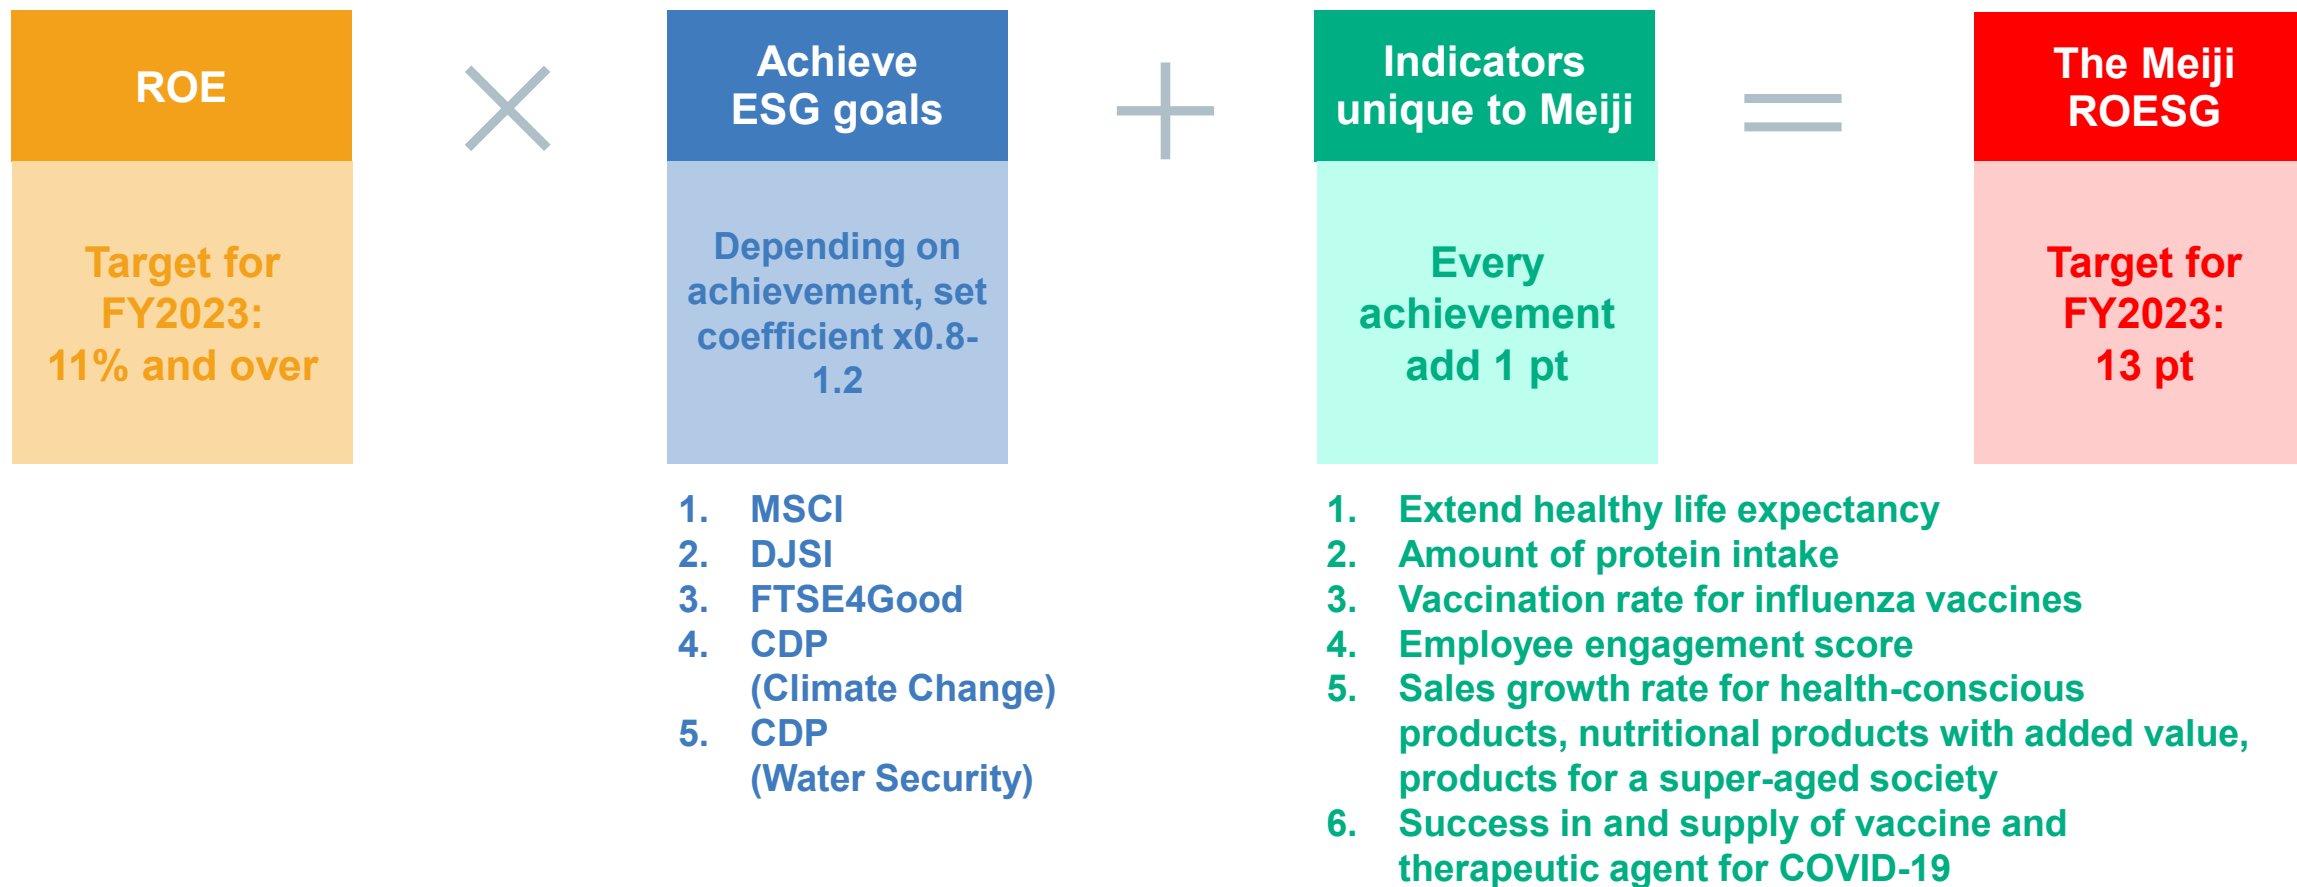 ROE
Target for
FY2023:
11% and over
×
Achieve
ESG goals
Depending on
achievement, set
coefficient x0.8-
1.2
1. MSCI
2. DJSI
3. FTSE4Good
4. CDP
(Climate Change)
5. CDP
(Water Security)
+
Indicators
unique to Meiji
Every
achievement
add 1 pt
1. Extend healthy life expectancy
2. Amount of protein intake
3. Vaccination rate for influenza vaccines
4. Employee engagement score
5. Sales growth rate for health-conscious
products, nutritional products with added value,
products for a super-aged society
6. Success in and supply of vaccine and
therapeutic agent for COVID-19
=
The Meiji
ROESG
Target for
FY2023:
13 pt